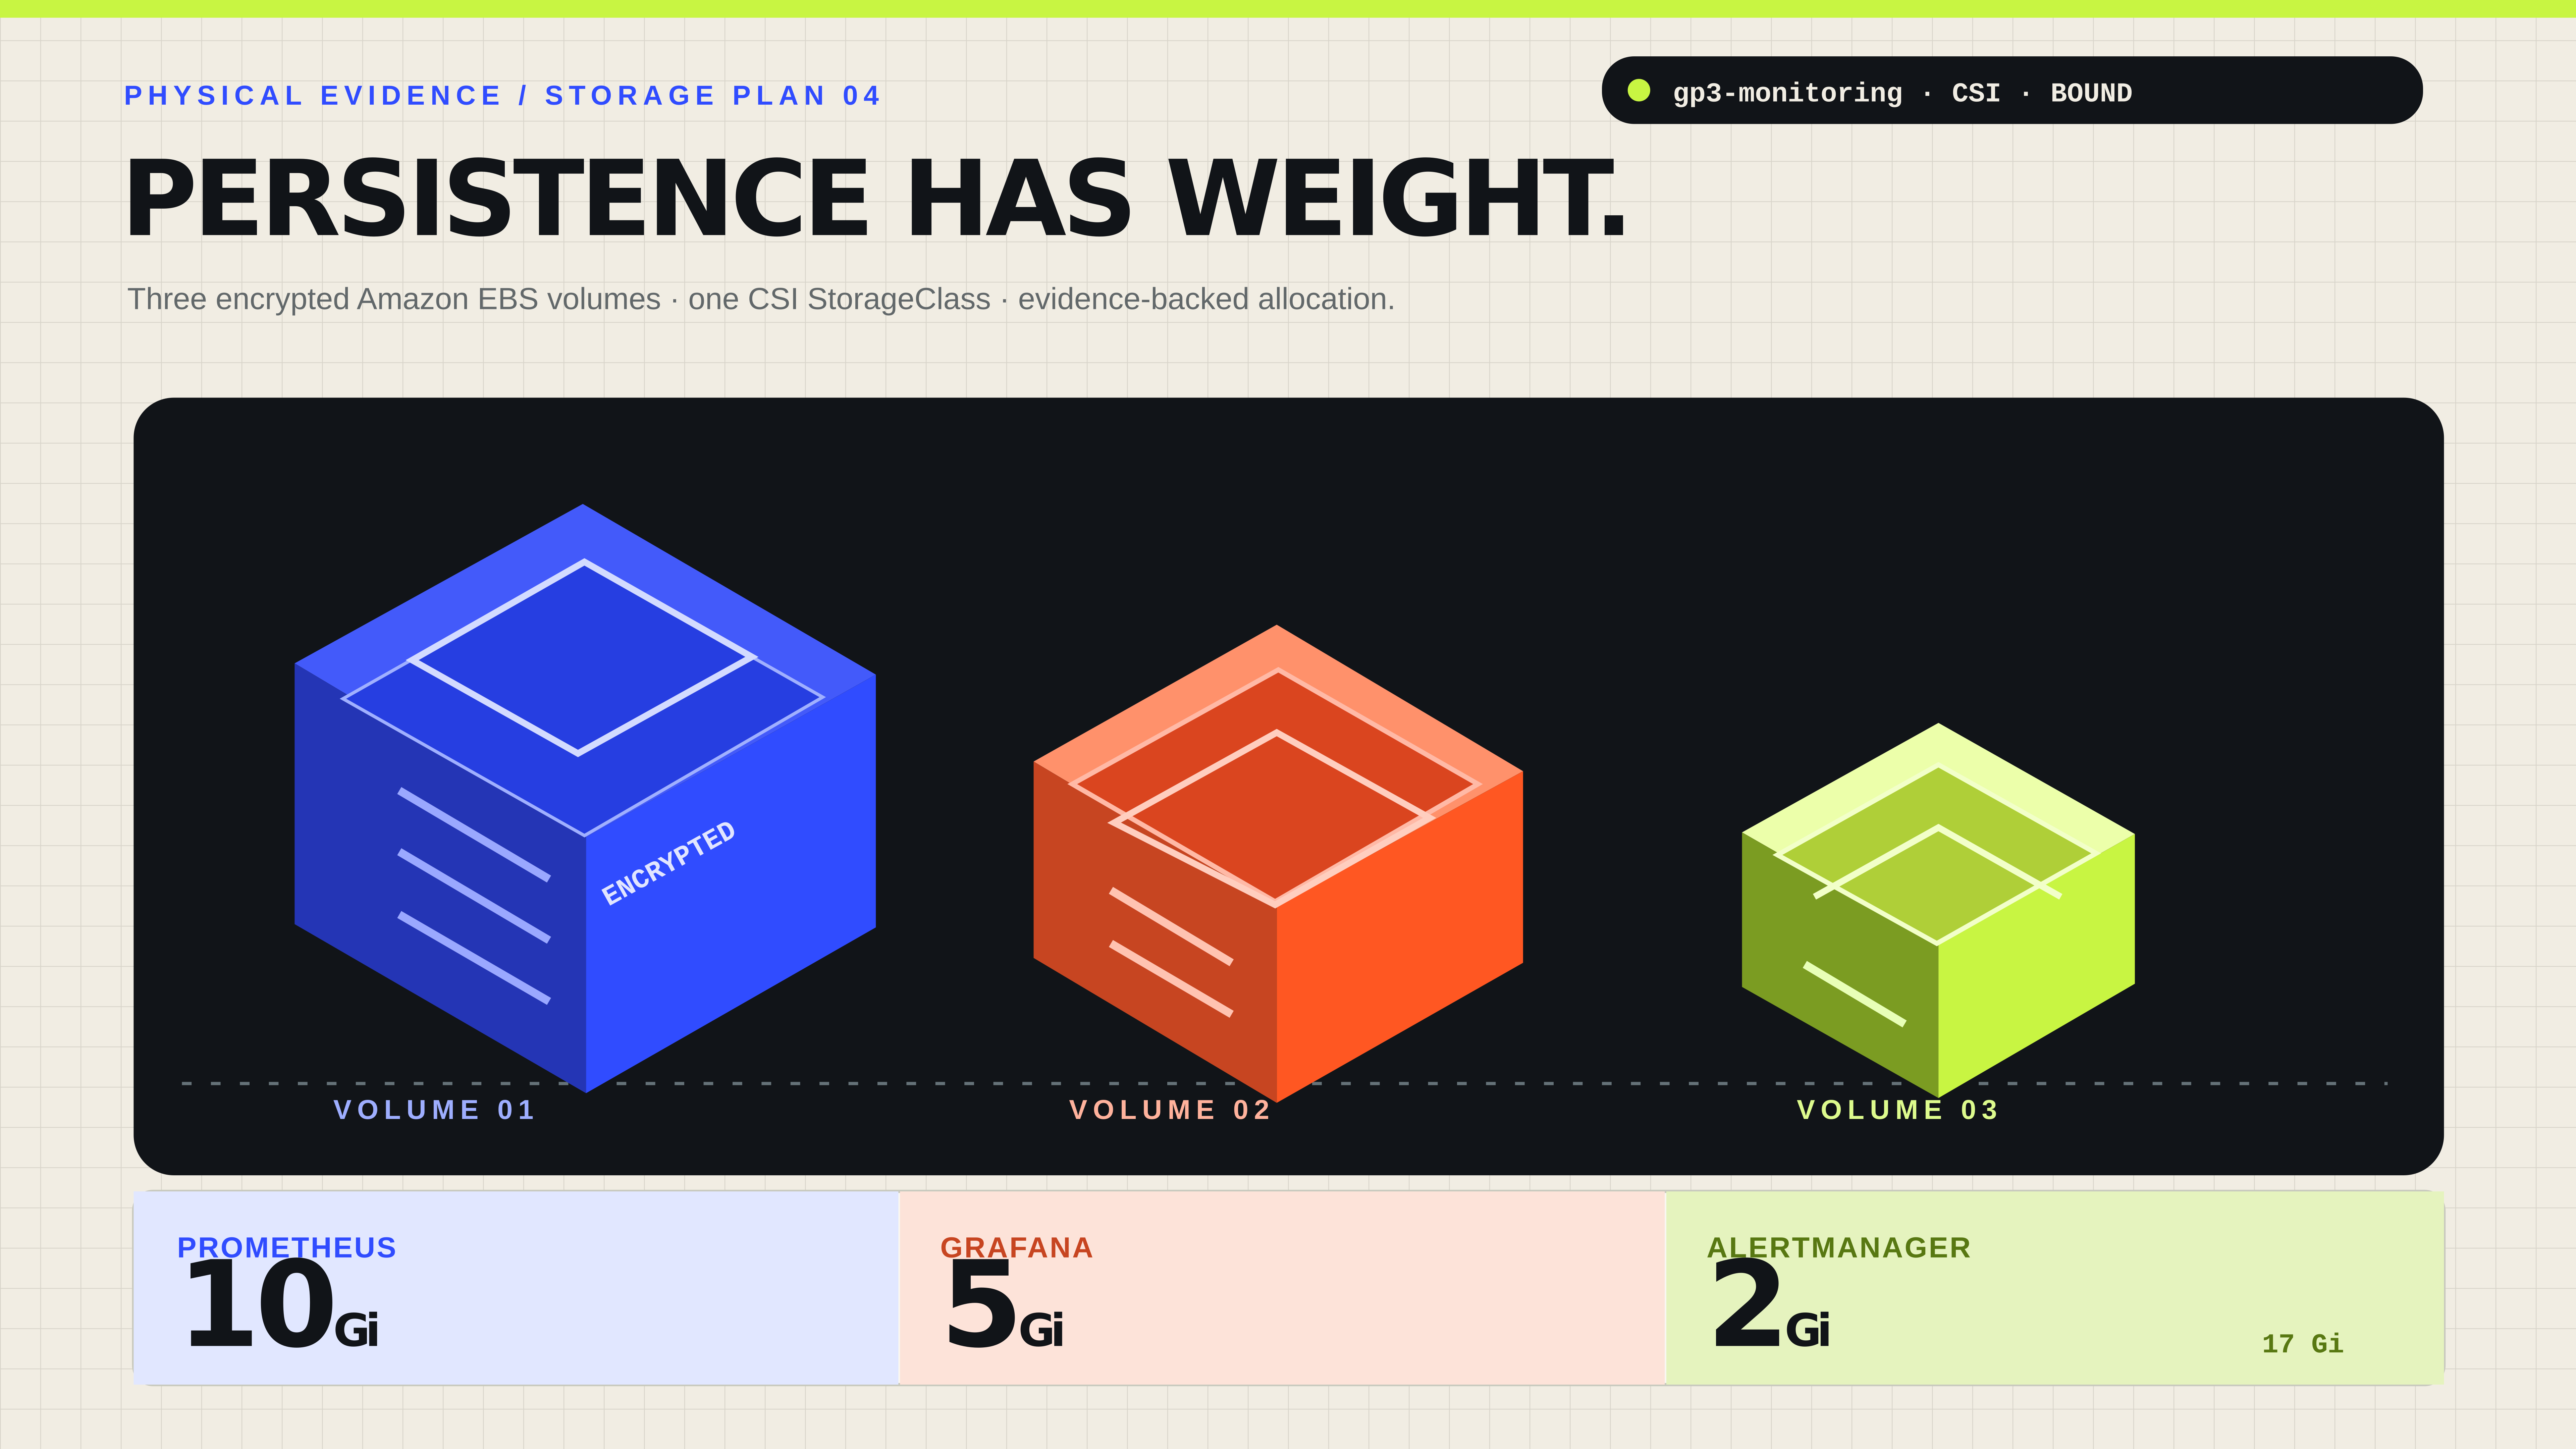 PHYSICAL EVIDENCE / STORAGE PLAN 04
gp3-monitoring · CSI · BOUND
PERSISTENCE HAS WEIGHT.
Three encrypted Amazon EBS volumes · one CSI StorageClass · evidence-backed allocation.
ENCRYPTED
VOLUME 01
VOLUME 02
VOLUME 03
PROMETHEUS
10Gi
GRAFANA
5Gi
ALERTMANAGER
2Gi
17 Gi